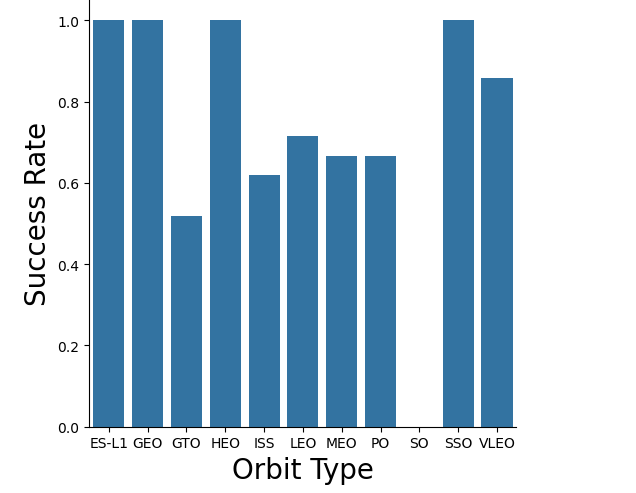 1.0
0.8
0.6
0.4
0.2
0.0
Success Rate
ES-L1 GEO GTO HEO ISS LEO MEO PO SO SSO VLEO
Orbit Type